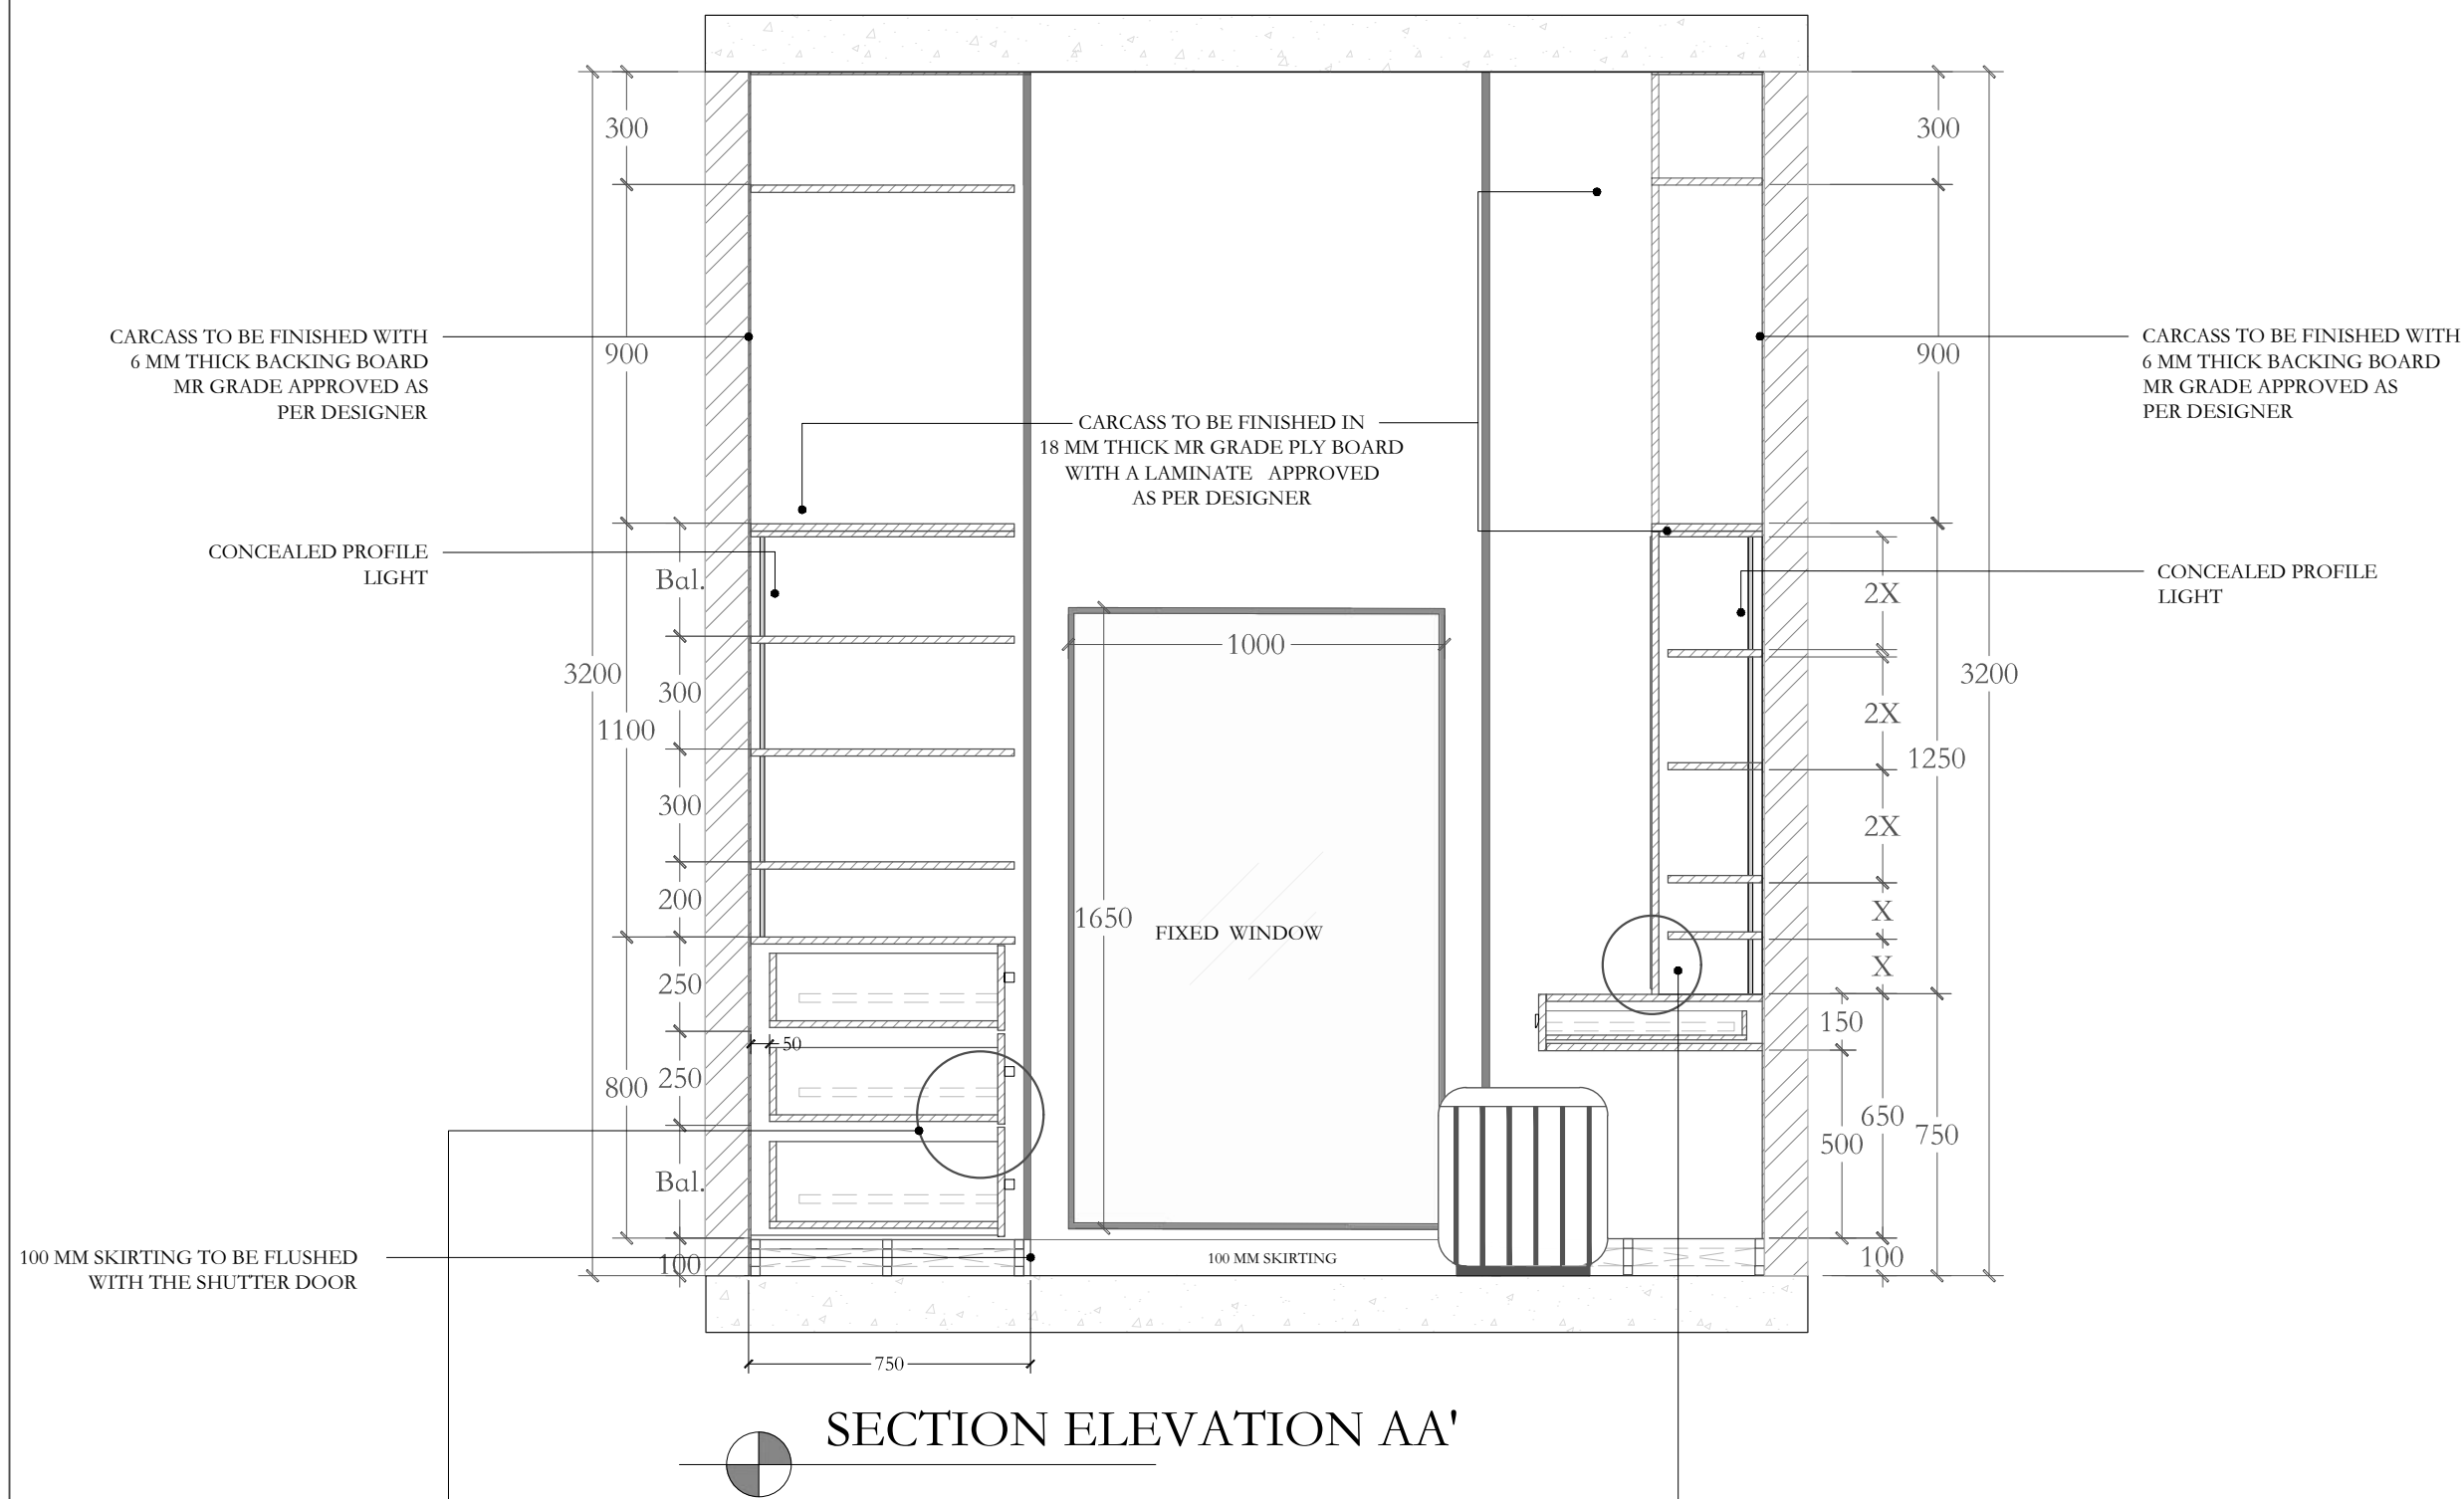 300
300
CARCASS TO BE FINISHED WITH
6 MM THICK BACKING BOARD
MR GRADE APPROVED AS
PER DESIGNER
900
CARCASS TO BE FINISHED IN
18 MM THICK MR GRADE PLY BOARD
WITH A LAMINATE APPROVED
AS PER DESIGNER
900
CARCASS TO BE FINISHED WITH
6 MM THICK BACKING BOARD
MR GRADE APPROVED AS
PER DESIGNER
CONCEALED PROFILE
LIGHT
Bal.
2X
CONCEALED PROFILE
LIGHT
1000
3200
300
1100
300
200
1650
FIXED WINDOW
3200
2X
1250
2X
X
X
250
50
800
250
Bal.
150
650
500
750
100 MM SKIRTING TO BE FLUSHED
WITH THE SHUTTER DOOR
100
100 MM SKIRTING
100
750
SECTION ELEVATION AA'